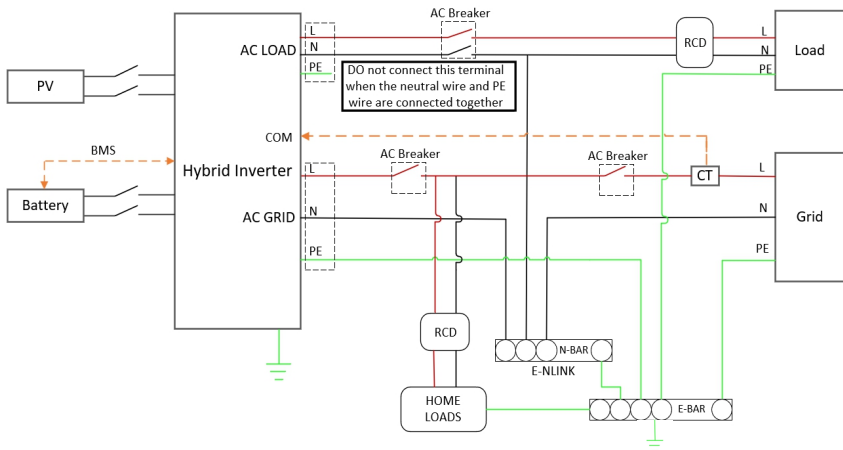 AC Breaker
L
AC LOAD
N
PE
RCD
L
N
PE
Load
DO not connect this terminal
when the neutral wire and PE
wire are connected together
PV
COM
BMS
Hybrid Inverter
AC Breaker
AC Breaker
L
CT
L
Battery
AC GRID
N
N
Grid
PE
PE
RCD
N-BAR
E-NLINK
HOME
LOADS
E-BAR